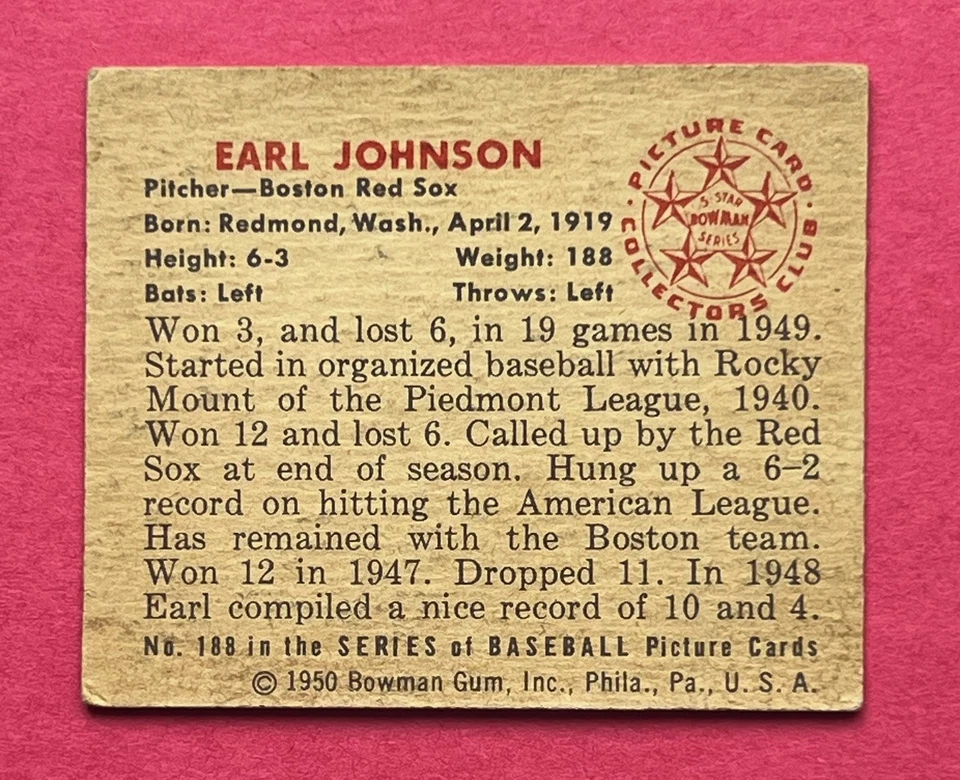 EARL JOHNSON
Pitcher—Boston Red Sox
Born: Redmond, Wash., April 2, 1919
Height: 6-3 Weight: 188
Bats: Left Throws: Left
PICTURE CARD COLLECTORS CLUB
5 STAR
BOWMAN
SERIES
Won 3, and lost 6, in 19 games in 1949.
Started in organized baseball with Rocky
Mount of the Piedmont League, 1940.
Won 12 and lost 6. Called up by the Red
Sox at end of season. Hung up a 6–2
record on hitting the American League.
Has remained with the Boston team.
Won 12 in 1947. Dropped 11. In 1948
Earl compiled a nice record of 10 and 4.
No. 188 in the SERIES of BASEBALL Picture Cards
© 1950 Bowman Gum, Inc., Phila., Pa., U. S. A.